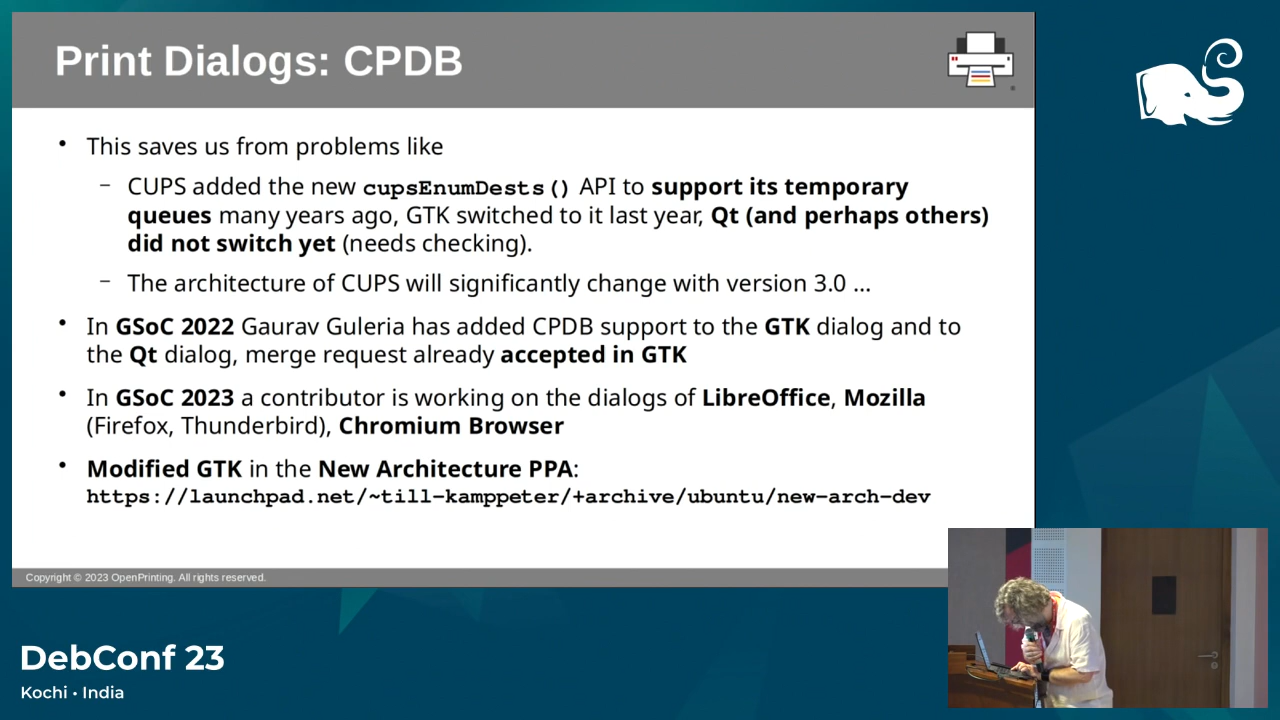 Print Dialogs: CPDB
• This saves us from problems like
– CUPS added the new cupsEnumDests() API to support its temporary
queues many years ago, GTK switched to it last year, Qt (and perhaps others)
did not switch yet (needs checking).
– The architecture of CUPS will significantly change with version 3.0 ...
• In GSoC 2022 Gaurav Guleria has added CPDB support to the GTK dialog and to
the Qt dialog, merge request already accepted in GTK
• In GSoC 2023 a contributor is working on the dialogs of LibreOffice, Mozilla
(Firefox, Thunderbird), Chromium Browser
• Modified GTK in the New Architecture PPA:
https://launchpad.net/~till-kamppeter/+archive/ubuntu/new-arch-dev
Copyright © 2023 OpenPrinting. All rights reserved.
DebConf 23
Kochi • India